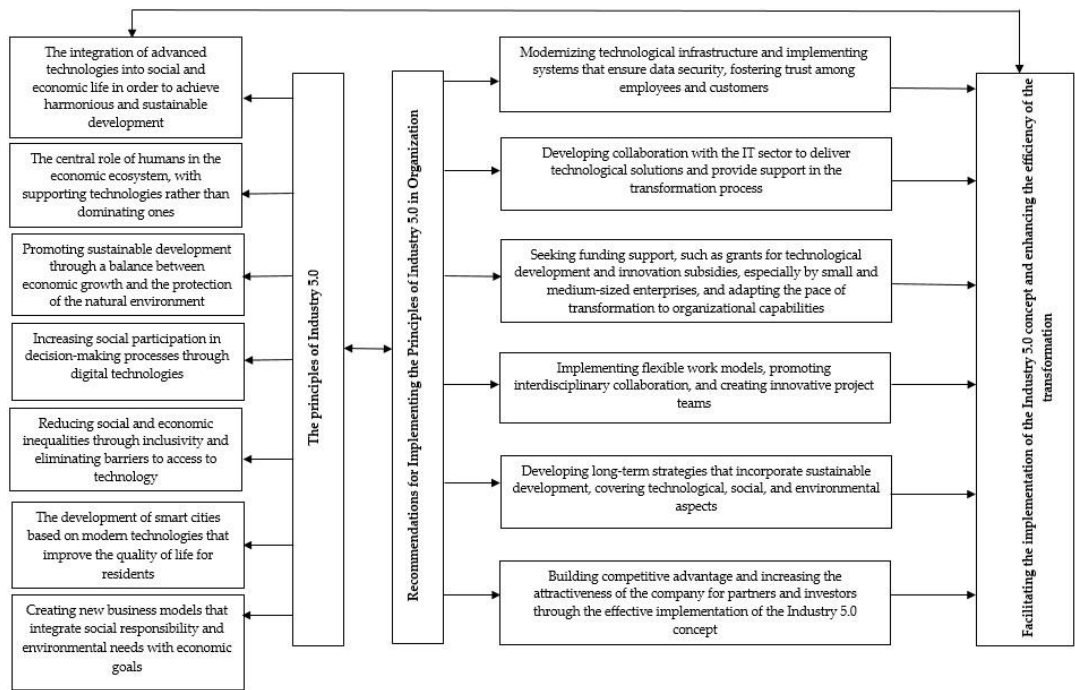 The integration of advanced
technologies into social and
economic life in order to achieve
harmonious and sustainable
development
The central role of humans in the
economic ecosystem, with
supporting technologies rather than
dominating ones
Promoting sustainable development
through a balance between
economic growth and the protection
of the natural environment
Increasing social participation in
decision-making processes through
digital technologies
Reducing social and economic
inequalities through inclusivity and
eliminating barriers to access to
technology
The development of smart cities
based on modern technologies that
improve the quality of life for
residents
Creating new business models that
integrate social responsibility and
environmental needs with economic
goals
The principles of Industry 5.0
Recommendations for Implementing the Principles of Industry 5.0 in Organization
Modernizing technological infrastructure and implementing
systems that ensure data security, fostering trust among
employees and customers
Developing collaboration with the IT sector to deliver
technological solutions and provide support in the
transformation process
Seeking funding support, such as grants for technological
development and innovation subsidies, especially by small and
medium-sized enterprises, and adapting the pace of
transformation to organizational capabilities
Implementing flexible work models, promoting
interdisciplinary collaboration, and creating innovative project
teams
Developing long-term strategies that incorporate sustainable
development, covering technological, social, and environmental
aspects
Building competitive advantage and increasing the
attractiveness of the company for partners and investors
through the effective implementation of the Industry 5.0
concept
Facilitating the implementation of the Industry 5.0 concept and enhancing the efficiency of the
transformation